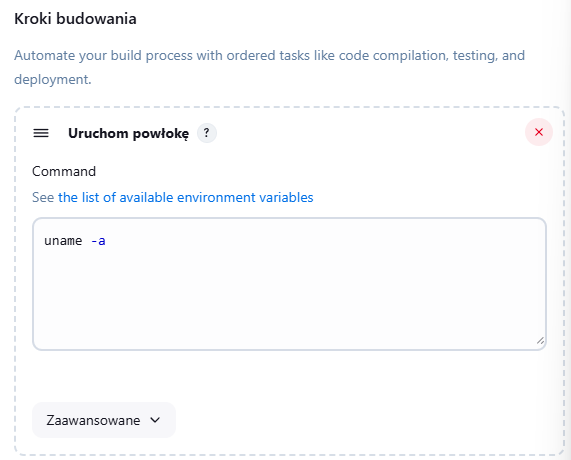 Kroki budowania
Automate your build process with ordered tasks like code compilation, testing, and
deployment.
Uruchom powłokę ?
Command
See the list of available environment variables
uname -a
Zaawansowane